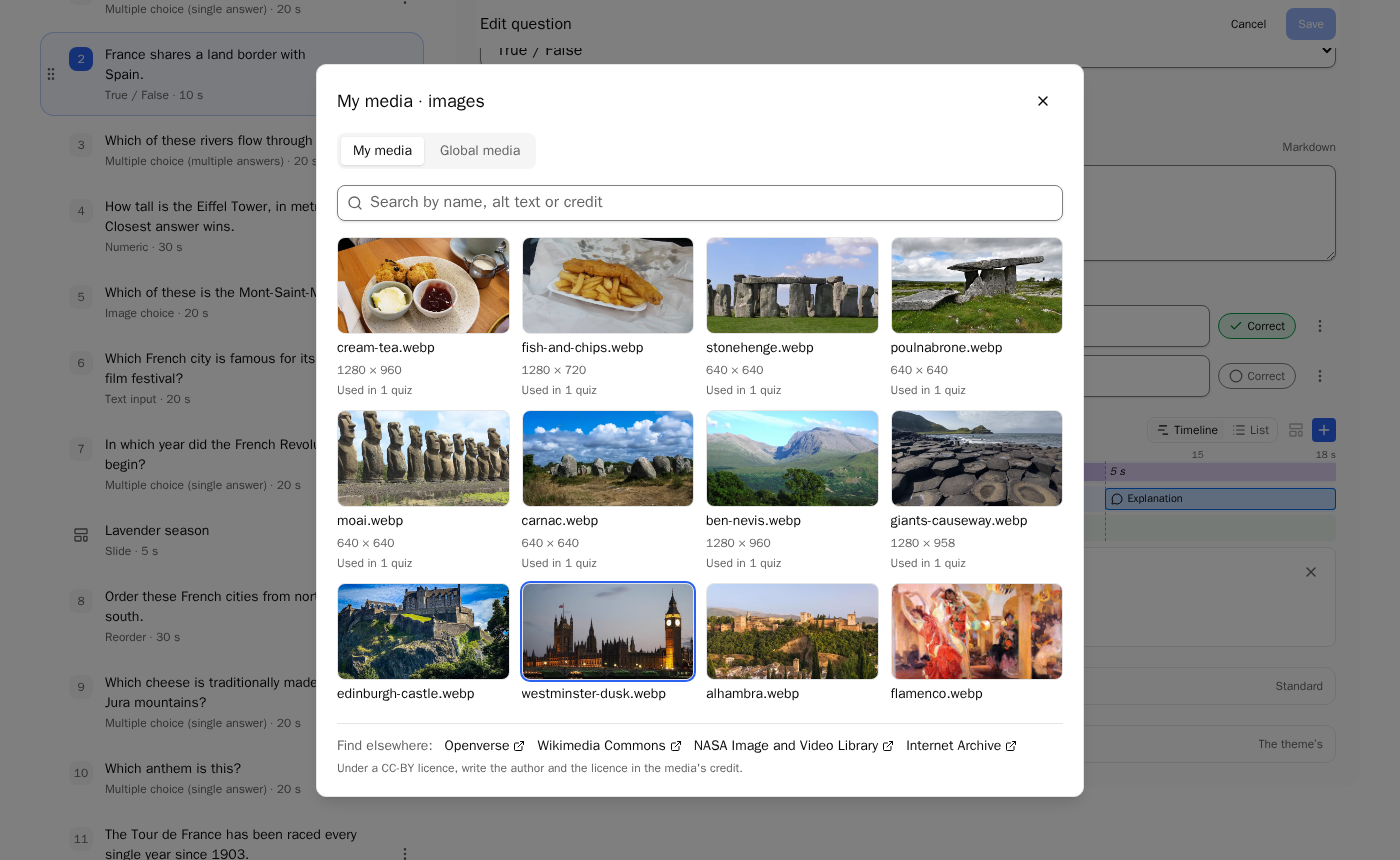 Multiple choice (single answer) · 20 s
Edit question
Cancel
Save
2
France shares a land border with
Spain.
True / False · 10 s
True / False
My media · images
My media
Global media
Search by name, alt text or credit
3
Which of these rivers flow through
Multiple choice (multiple answers) · 20 s
Markdown
4
How tall is the Eiffel Tower, in metr
Closest answer wins.
Numeric · 30 s
5
Which of these is the Mont-Saint-M
Image choice · 20 s
6
Which French city is famous for its
film festival?
Text input · 20 s
7
In which year did the French Revolu
begin?
Multiple choice (single answer) · 20 s
Lavender season
Slide · 5 s
8
Order these French cities from nort
south.
Reorder · 30 s
9
Which cheese is traditionally made
Jura mountains?
Multiple choice (single answer) · 20 s
10
Which anthem is this?
Multiple choice (single answer) · 20 s
11
The Tour de France has been raced every
single year since 1903.
cream-tea.webp
1280 × 960
Used in 1 quiz
fish-and-chips.webp
1280 × 720
Used in 1 quiz
stonehenge.webp
640 × 640
Used in 1 quiz
poulnabrone.webp
640 × 640
Used in 1 quiz
moai.webp
640 × 640
Used in 1 quiz
carnac.webp
640 × 640
Used in 1 quiz
ben-nevis.webp
1280 × 960
Used in 1 quiz
giants-causeway.webp
1280 × 958
Used in 1 quiz
edinburgh-castle.webp
westminster-dusk.webp
alhambra.webp
flamenco.webp
Find elsewhere:
Openverse
Wikimedia Commons
NASA Image and Video Library
Internet Archive
Under a CC-BY licence, write the author and the licence in the media's credit.
Correct
Correct
Timeline
List
15
18 s
5 s
Explanation
Standard
The theme's